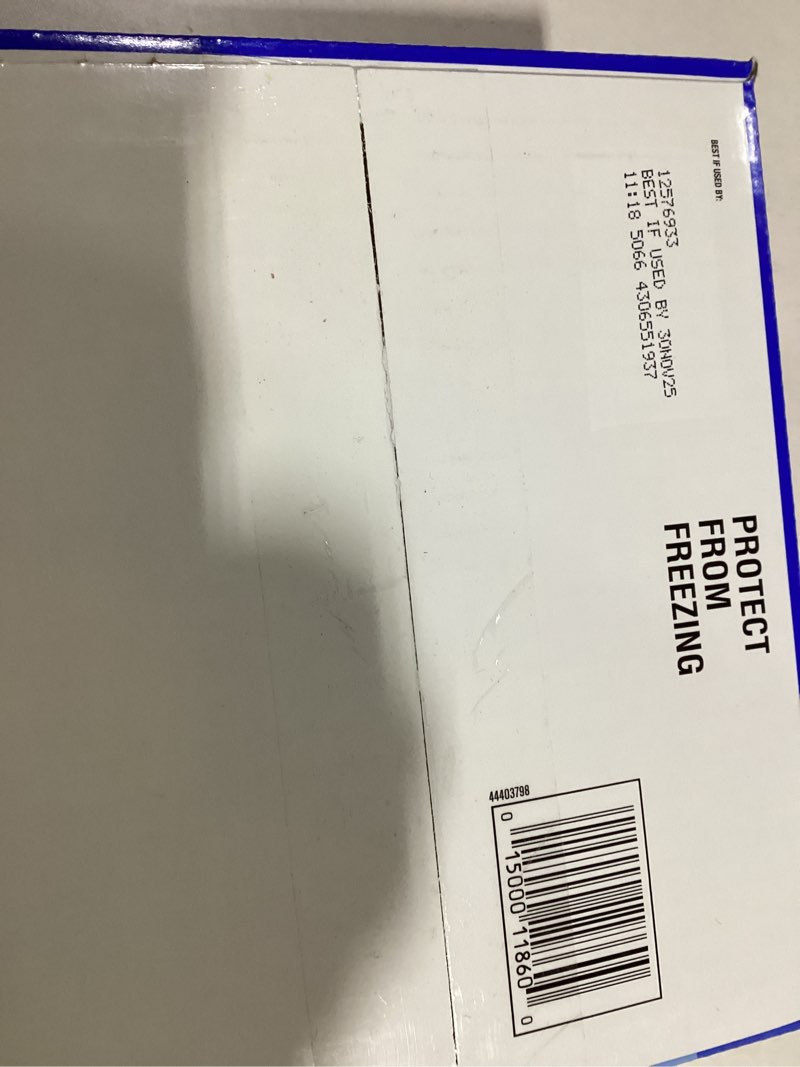 BEST IF USED BY:
12576933
BEST IF USED BY 30NOV25
11:18 5066 4306551937
PROTECT
FROM
FREEZING
44403798
0 15000 11860 0